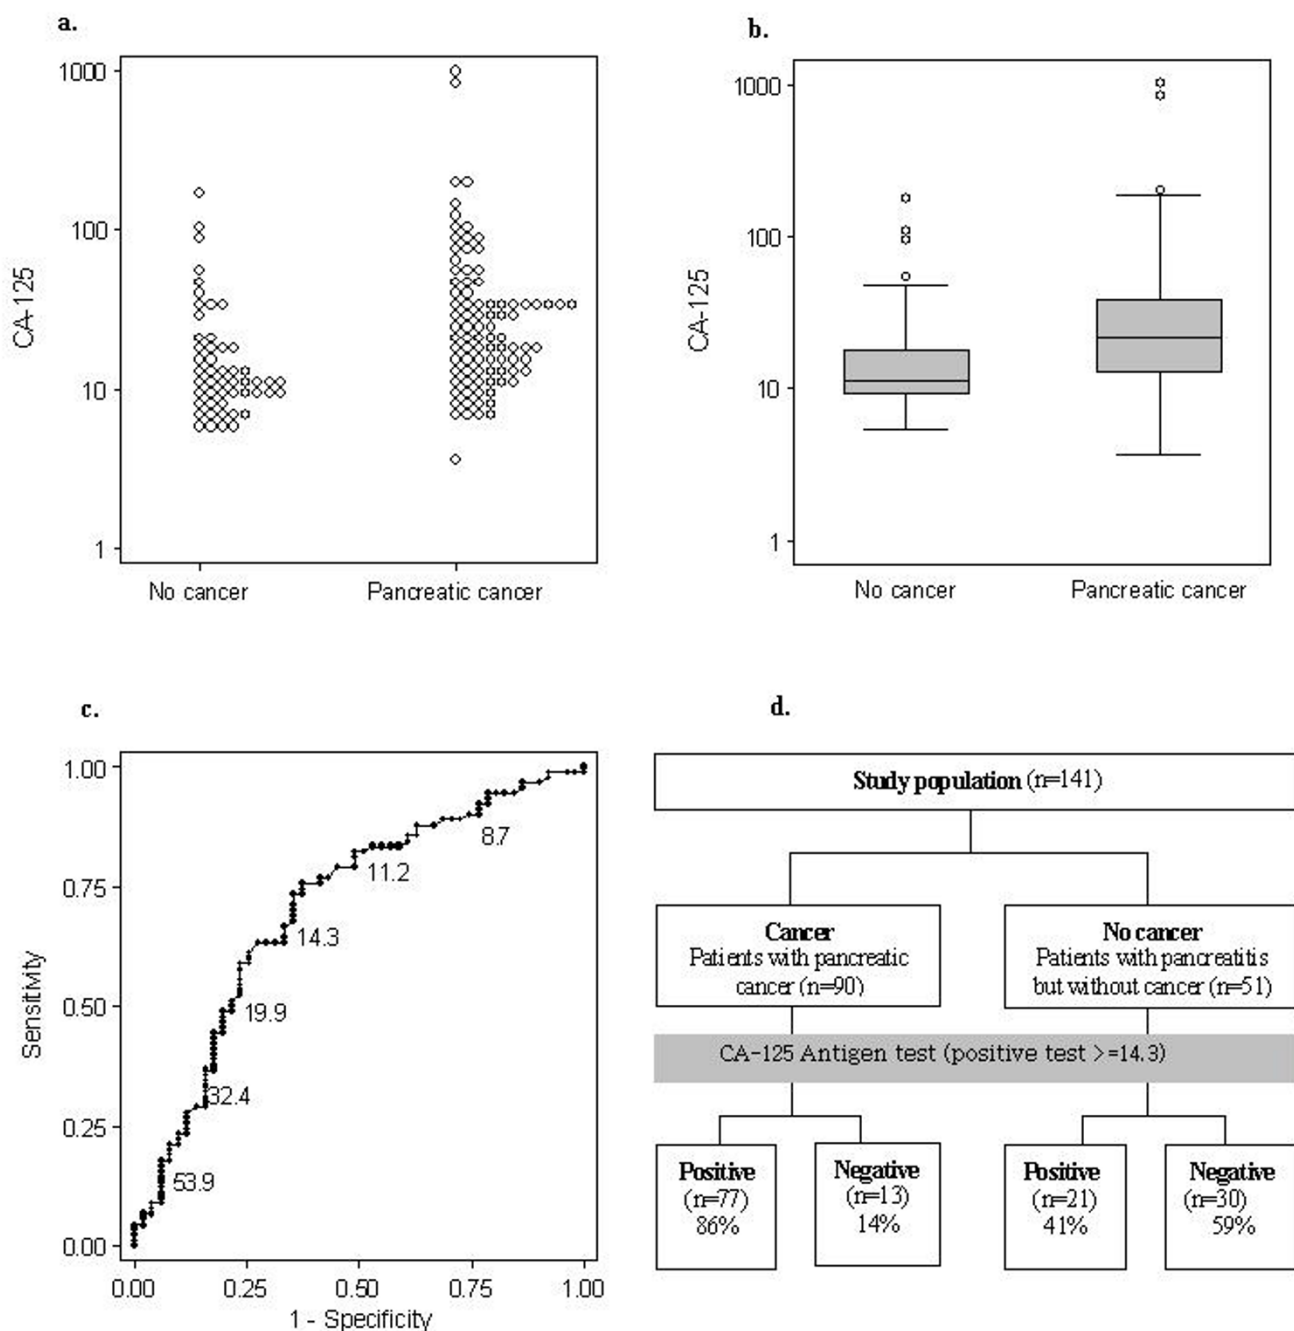 a.
1000
100
10
1
CA-125
No cancer
Pancreatic cancer
b.
1000
100
10
1
CA-125
No cancer
Pancreatic cancer
c.
1.00
0.75
0.50
0.25
0.00
Sensitivity
8.7
11.2
14.3
19.9
32.4
53.9
0.00
0.25
0.50
0.75
1.00
1 - Specificity
d.
Study population (n=141)
Cancer
Patients with pancreatic
cancer (n=90)
No cancer
Patients with pancreatitis
but without cancer (n=51)
CA-125 Antigen test (positive test >=14.3)
Positive
(n=77)
86%
Negative
(n=13)
14%
Positive
(n=21)
41%
Negative
(n=30)
59%